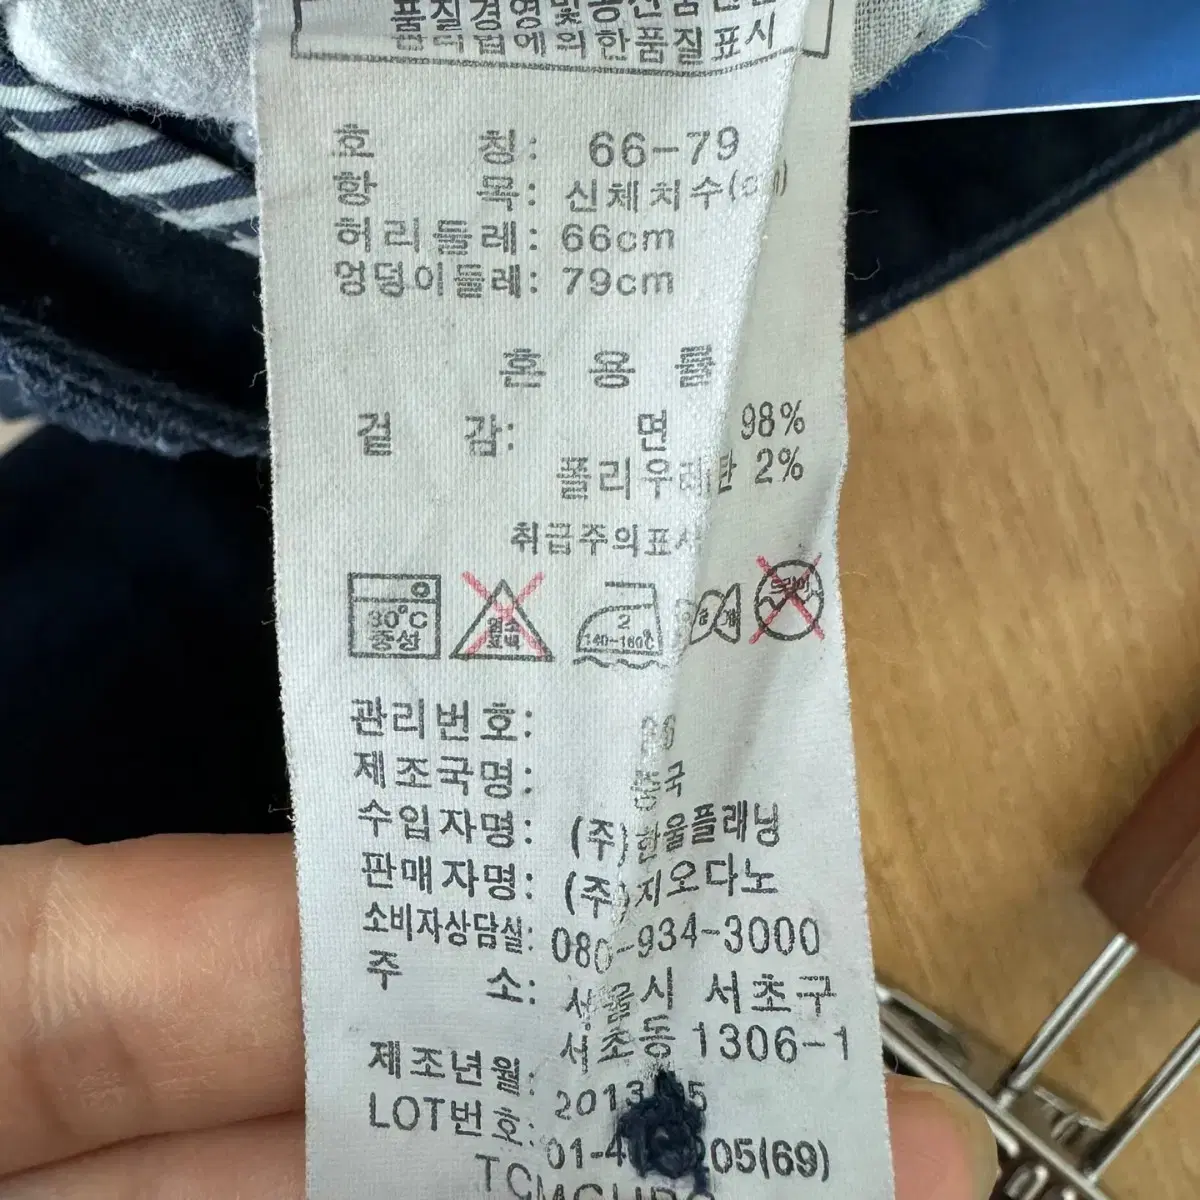 품질경영및공산품안전
관리법에의한품질표시
호 칭: 66-79
항 목: 신체치수(cm)
허리둘레: 66cm
엉덩이둘레: 79cm
혼 용 률
겉 감: 면 98%
폴리우레탄 2%
취급주의표시
30°C 중성
염소 표백
2 140-160°C
드라이
관리번호:
제조국명: 중국
수입자명: (주)한울플래닝
판매자명: (주)지오다노
소비자상담실: 080-934-3000
주 소: 서울시 서초구
서초동 1306-1
제조년월: 2013
LOT번호: 205(69)